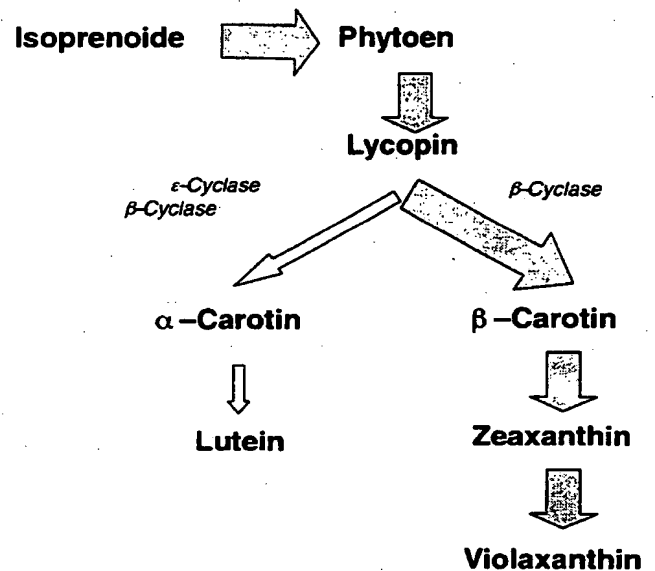 Isoprenoide Phytoen
Lycopin
ε-Cyclase
β-Cyclase
β-Cyclase
α –Carotin β –Carotin
Lutein Zeaxanthin
Violaxanthin